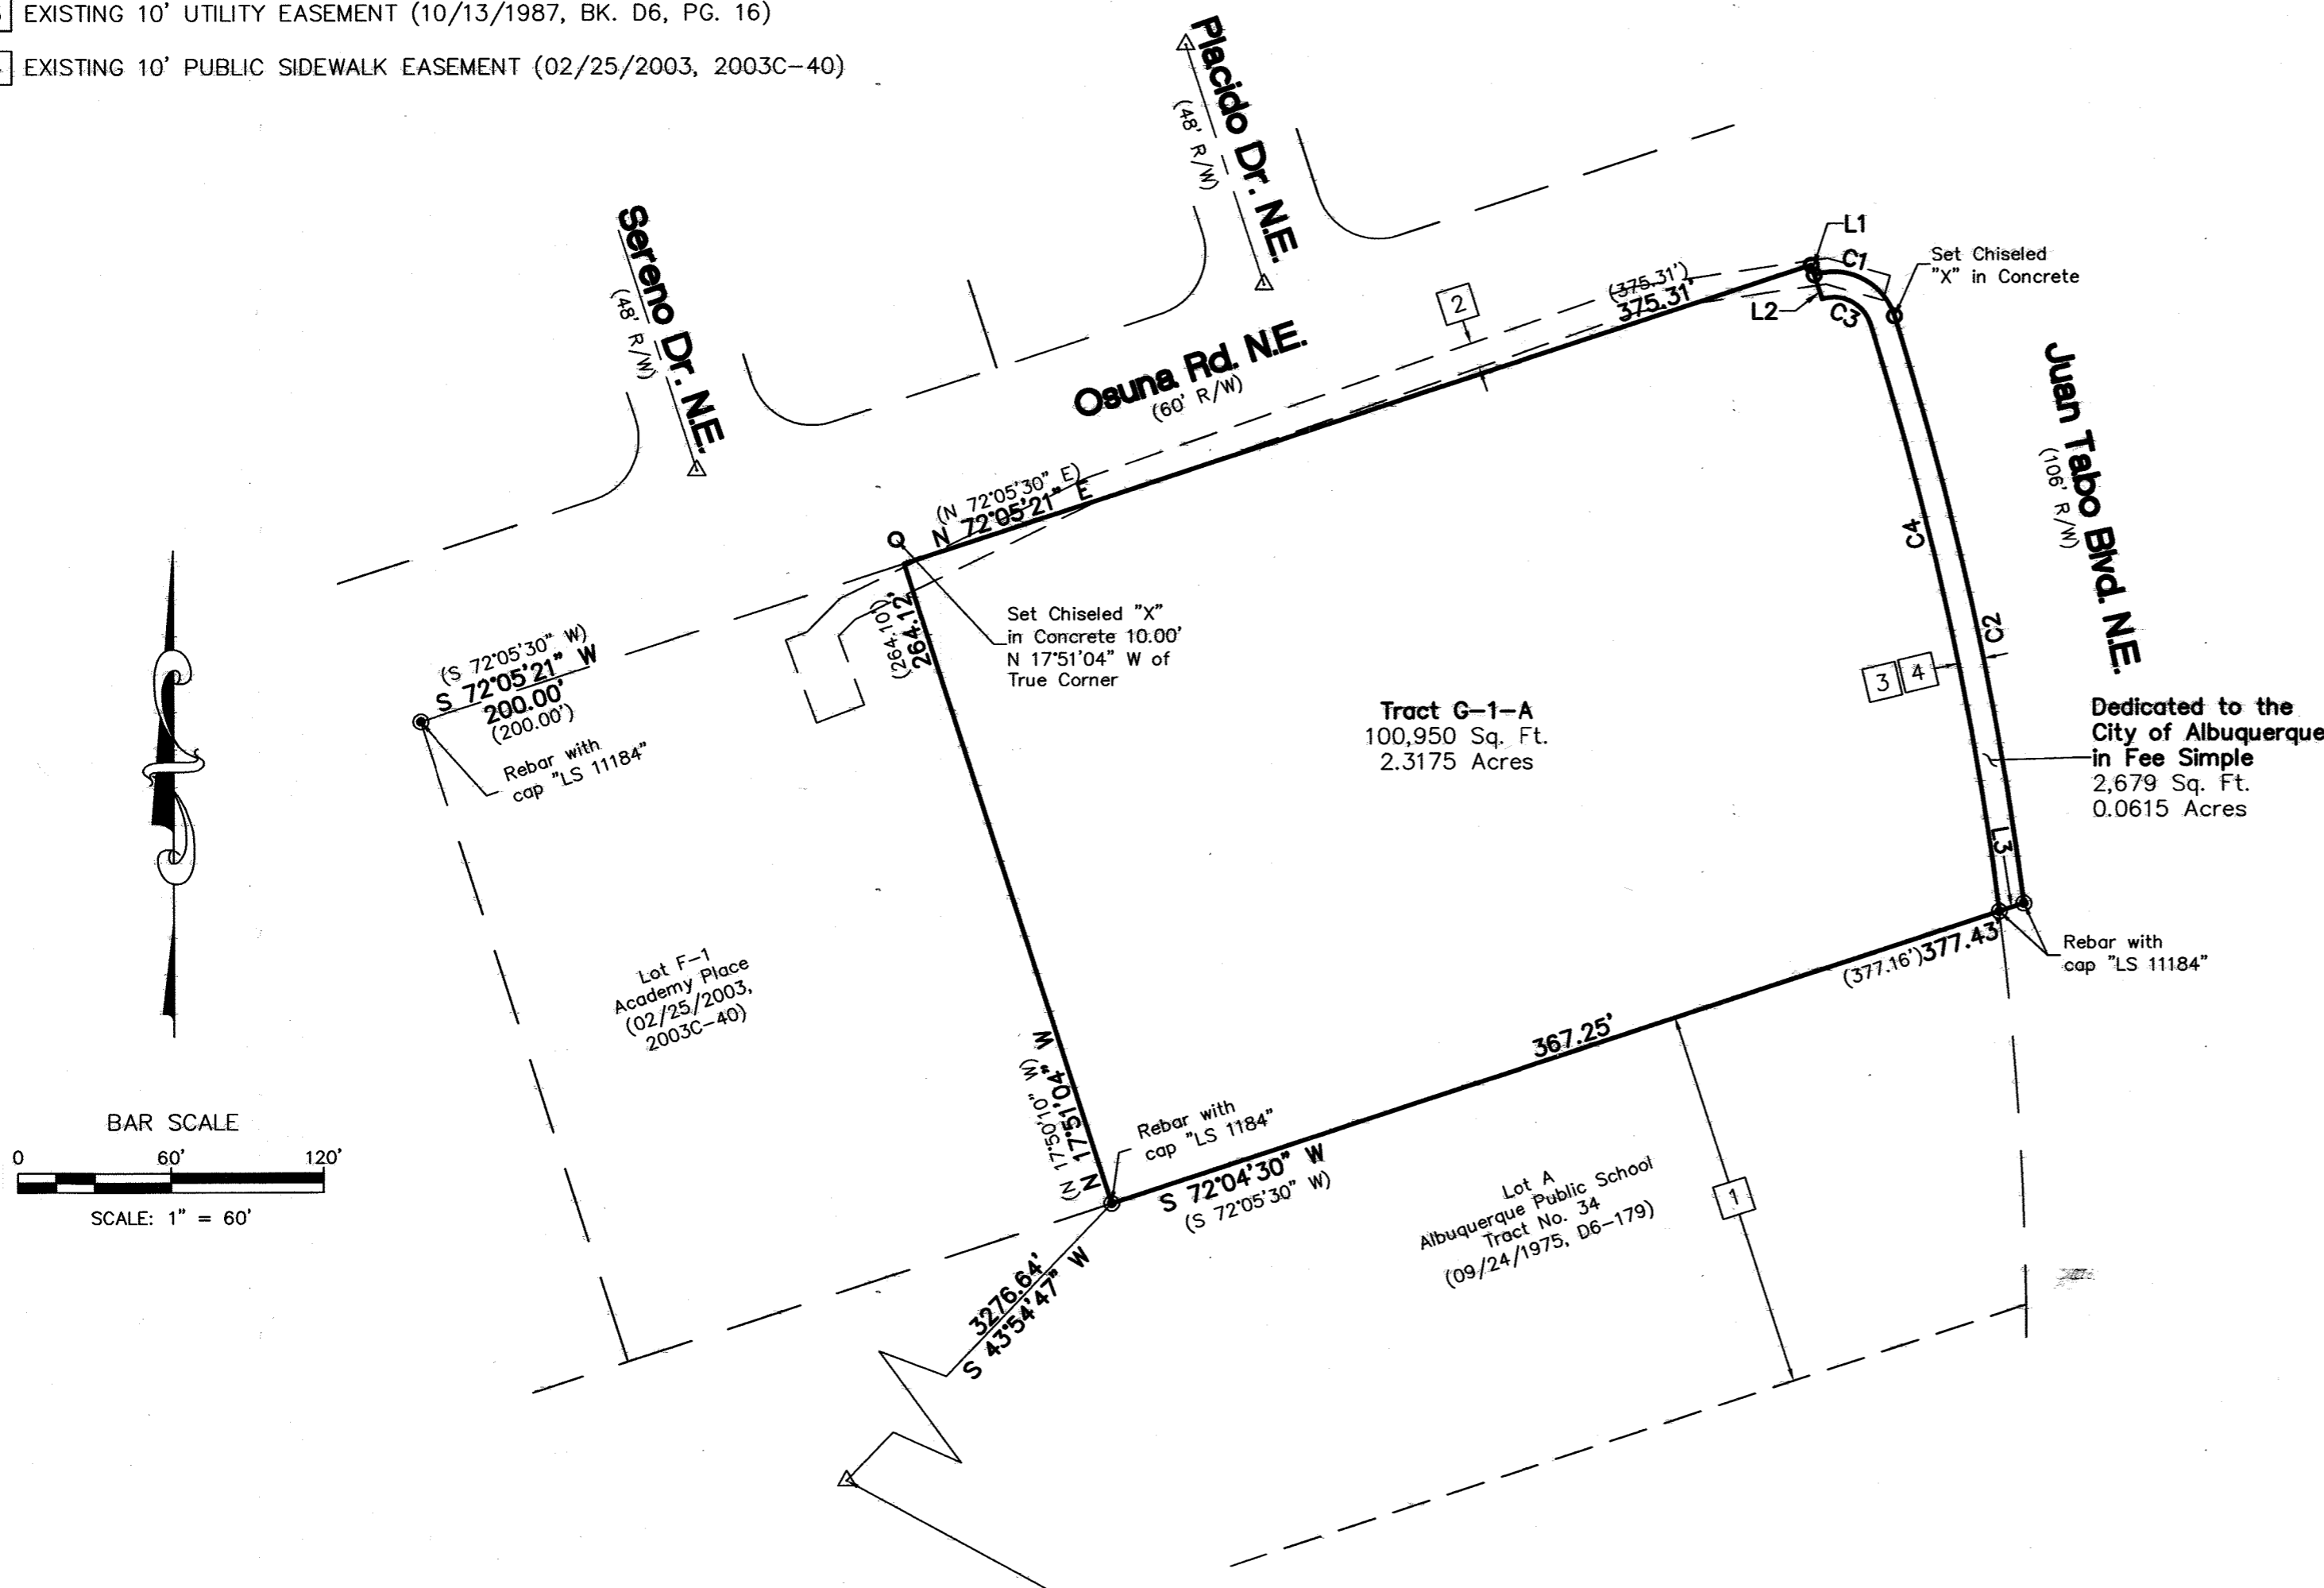 EXISTING 10' UTILITY EASEMENT (10/13/1987, BK. D6, PG. 16)
EXISTING 10' PUBLIC SIDEWALK EASEMENT (02/25/2003, 2003C-40)
Placido Dr. N.E.
(48' R/W)
Sereno Dr. N.E.
(48' R/W)
Osuna Rd. N.E.
(60' R/W)
2
(375.31')
375.31'
L1
C1
Set Chiseled
"X" in Concrete
L2
C3
Juan Tabo Blvd. N.E.
(106' R/W)
(N 72°05'30" E)
N 72°05'21" E
C4
C2
3
4
Set Chiseled "X"
in Concrete 10.00'
N 17°51'04" W of
True Corner
264.12'
(264.10')
(S 72°05'30" W)
S 72°05'21" W
200.00'
(200.00')
Rebar with
cap "LS 11184"
Tract G-1-A
100,950 Sq. Ft.
2.3175 Acres
Dedicated to the
City of Albuquerque
in Fee Simple
2,679 Sq. Ft.
0.0615 Acres
L3
Rebar with
cap "LS 11184"
(377.16')
377.43'
Lot F-1
Academy Place
(02/25/2003,
2003C-40)
367.25'
N 17°51'04" W
(N 17°50'10" W)
Rebar with
cap "LS 1184"
S 72°04'30" W
(S 72°05'30" W)
Lot A
Albuquerque Public School
Tract No. 34
(09/24/1975, D6-179)
1
BAR SCALE
0 60' 120'
SCALE: 1" = 60'
3276.64'
S 43°54'47" W